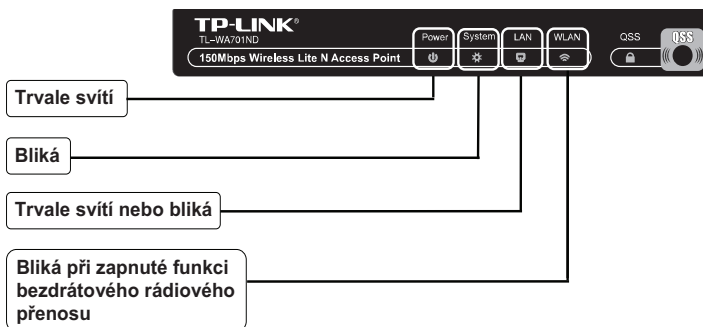 TP-LINK®
TL-WA701ND
150Mbps Wireless Lite N Access Point
Power System LAN WLAN QSS QSS
Trvale svítí
Bliká
Trvale svítí nebo bliká
Bliká při zapnuté funkci
bezdrátového rádiového
přenosu